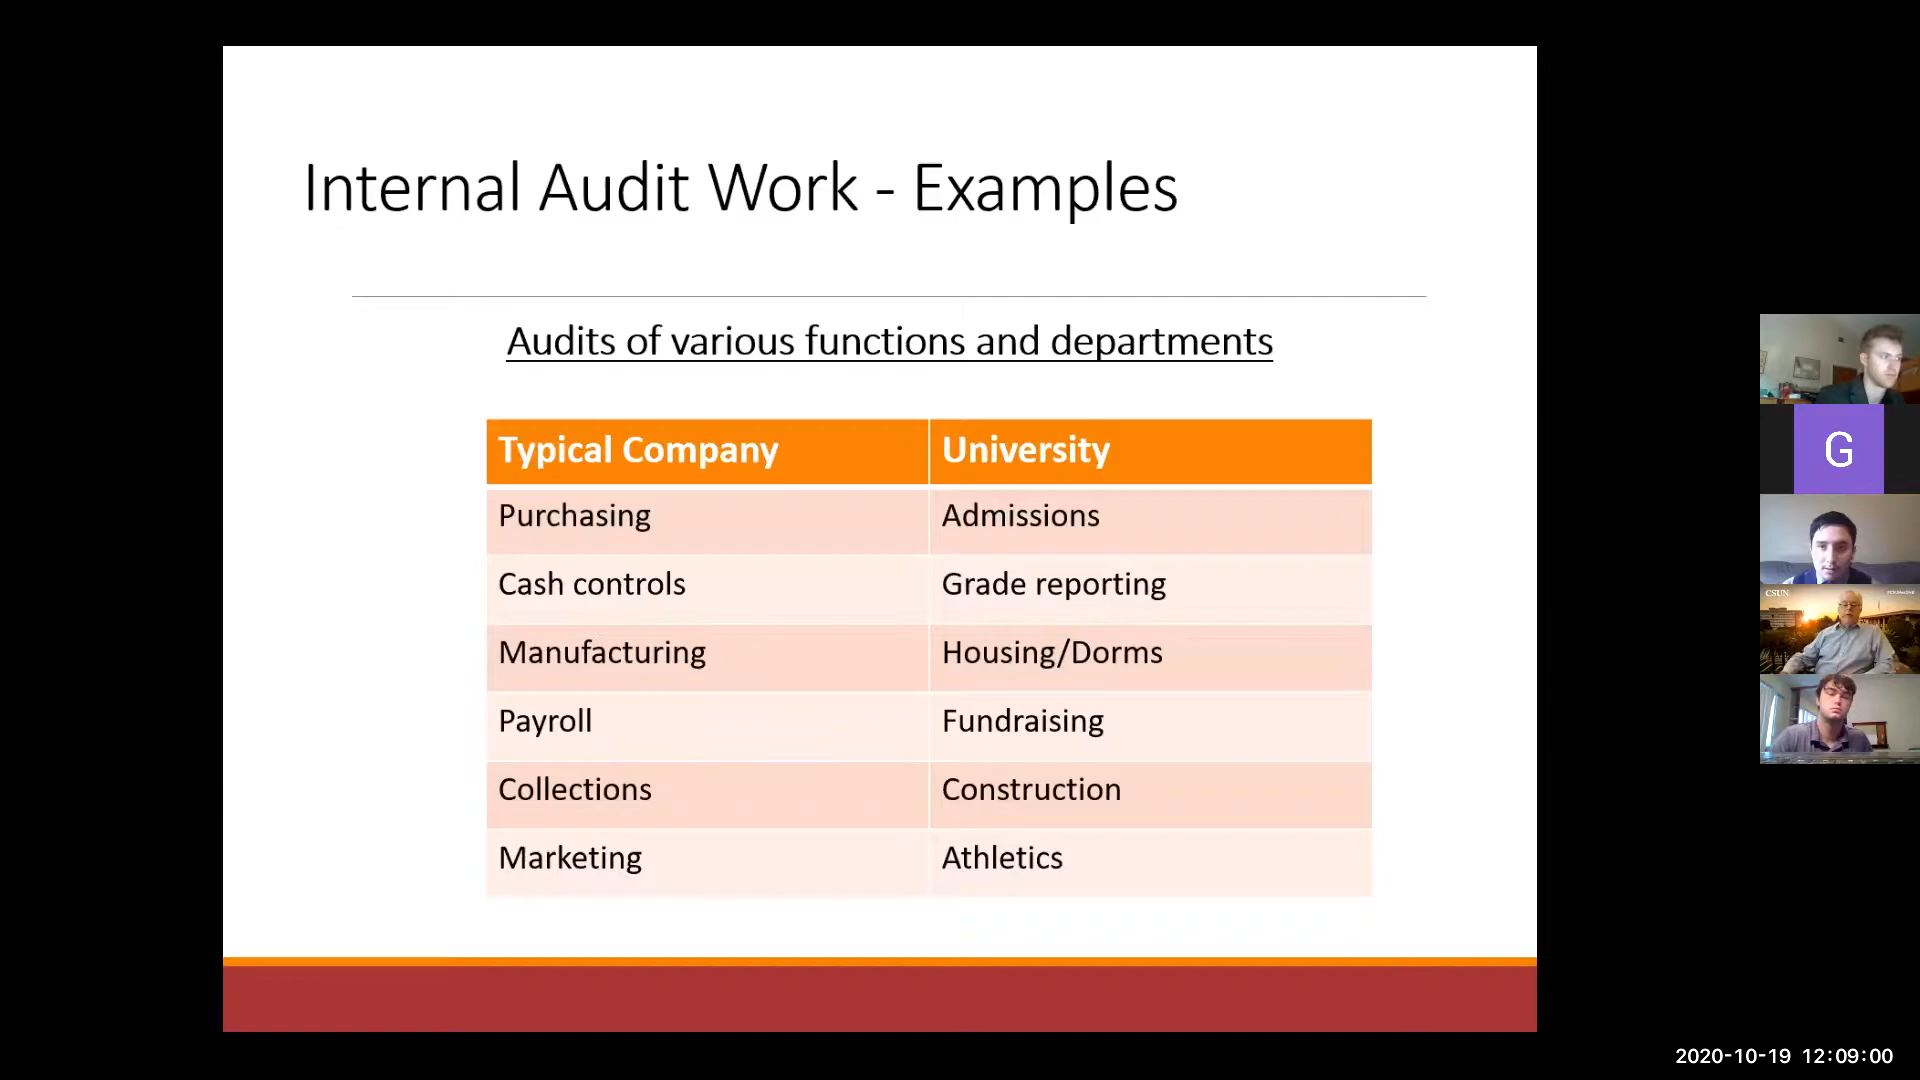 Internal Audit Work - Examples
Audits of various functions and departments
Typical Company University
Purchasing Admissions
Cash controls Grade reporting
Manufacturing Housing/Dorms
Payroll Fundraising
Collections Construction
Marketing Athletics
G
CSUN
2020-10-19 12:09:00